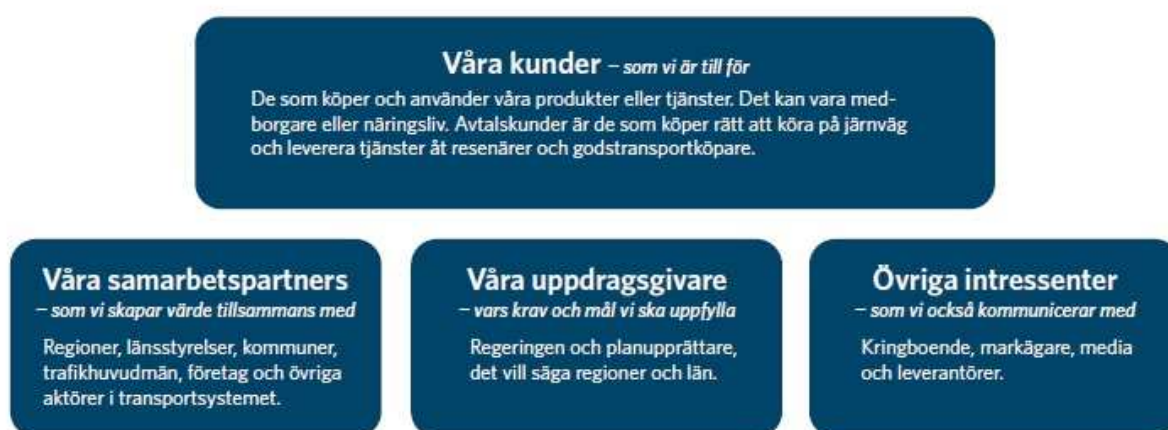 Våra kunder – som vi är till för
De som köper och använder våra produkter eller tjänster. Det kan vara med-
borgare eller näringsliv. Avtalskunder är de som köper rätt att köra på järnväg
och leverera tjänster åt resenärer och godstransportköpare.
Våra samarbetspartners
– som vi skapar värde tillsammans med
Regioner, länsstyrelser, kommuner,
trafikhuvudmän, företag och övriga
aktörer i transportsystemet.
Våra uppdragsgivare
– vars krav och mål vi ska uppfylla
Regeringen och planupprättare,
det vill säga regioner och län.
Övriga intressenter
– som vi också kommunicerar med
Kringboende, markägare, media
och leverantörer.